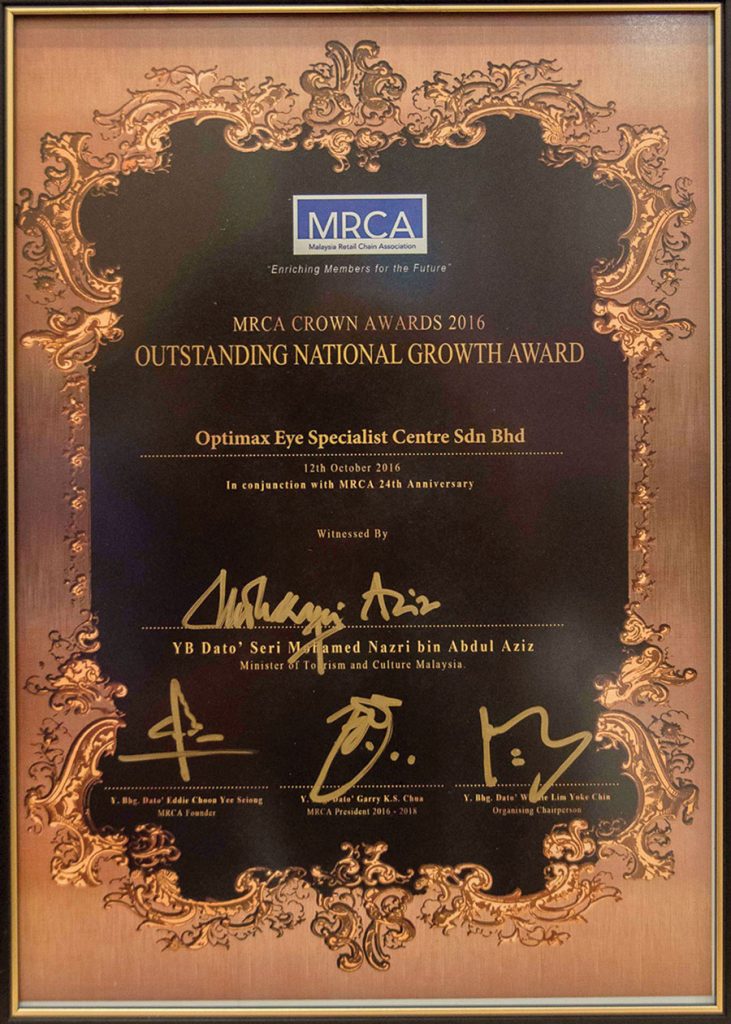 MRCA
Malaysia Retail Chain Association
"Enriching Members for the Future"
MRCA CROWN AWARDS 2016
OUTSTANDING NATIONAL GROWTH AWARD
Optimax Eye Specialist Centre Sdn Bhd
12th October 2016
In conjunction with MRCA 24th Anniversary
Witnessed By
Aziz
YB Dato' Seri Mohamed Nazri bin Abdul Aziz
Minister of Tourism and Culture Malaysia.
Y. Bhg. Dato' Eddie Choon Yee Seiong
MRCA Founder
Y. Dato' Garry K.S. Chua
MRCA President 2016 - 2018
Y. Bhg. Dato' Lim Yoke Chin
Organising Chairperson